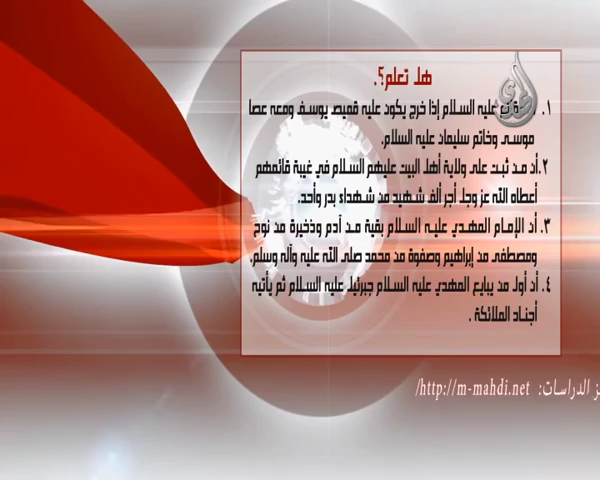 هل تعلم؟.
١. عليه السلام إذا خرج يكون عليه قميص يوسف ومعه عصا
موسى وخاتم سليمان عليه السلام.
٢.أن من ثبت على ولاية أهل البيت عليهم السلام في غيبة قائمهم
أعطاه الله عز وجل أجر ألف شهيد من شهداء بدر وأحد.
٣. أن الإمام المهدي عليه السلام بقية من آدم وذخيرة من نوح
ومصطفى من إبراهيم وصفوة من محمد صلى الله عليه وآله وسلم.
٤. أن أول من يبايع المهدي عليه السلام جبرئيل عليه السلام ثم يأتيه
أجناد الملائكة .
الدراسات: http://m-mahdi.net/